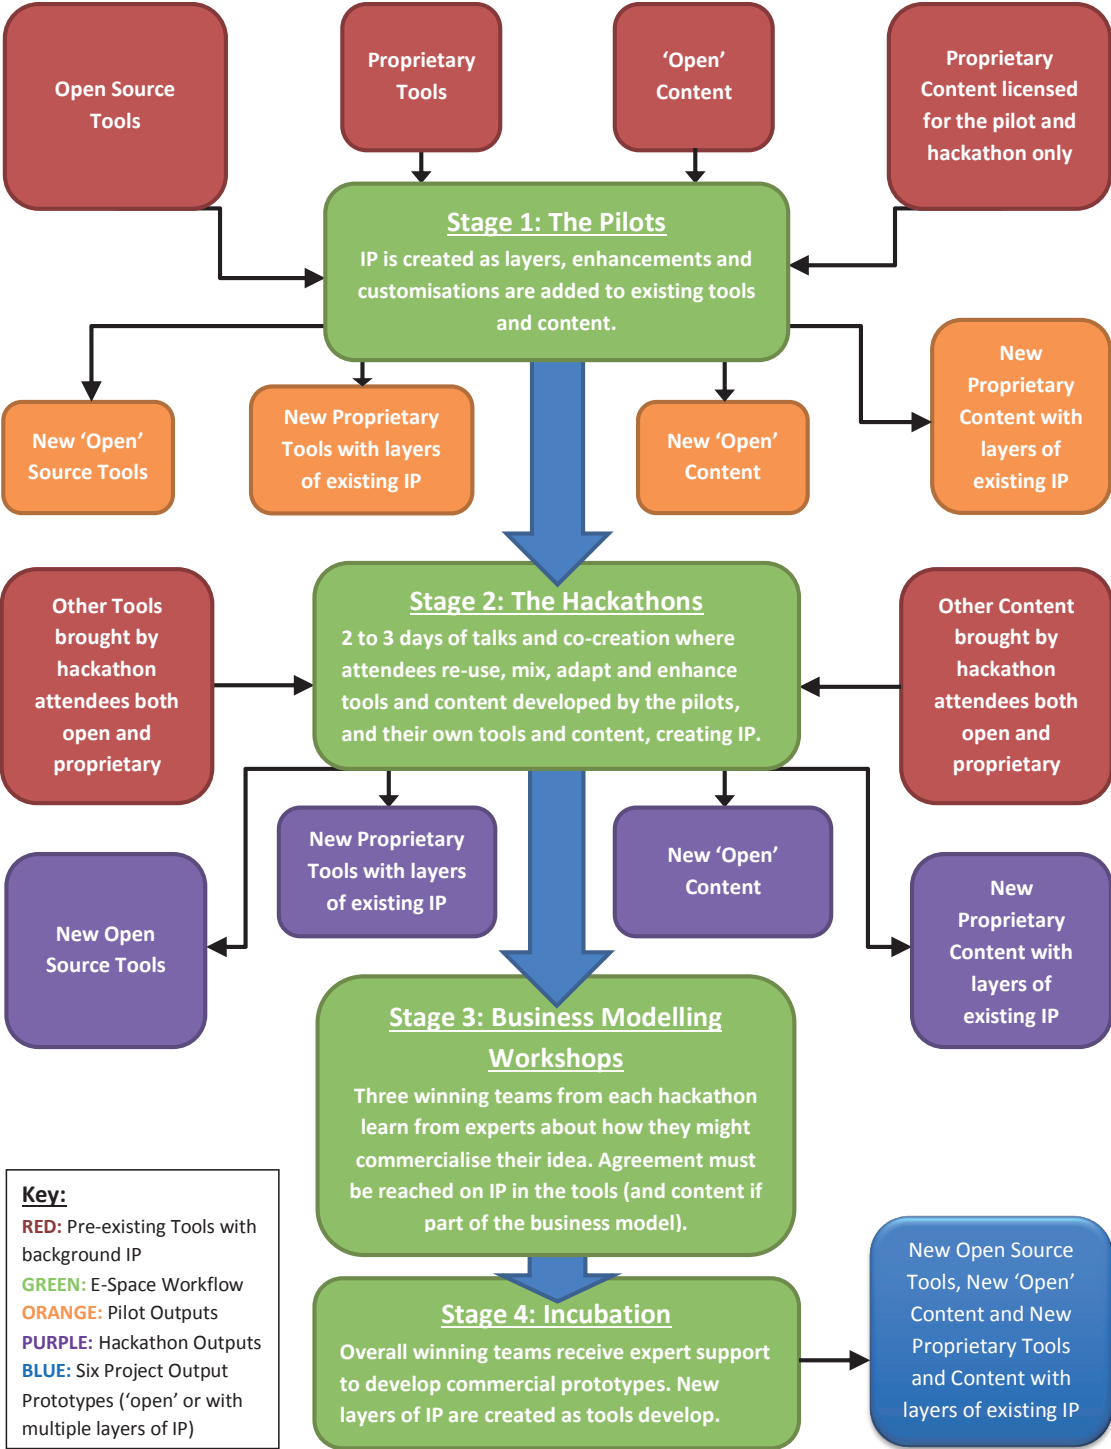 Open Source
Tools
Proprietary
Tools
‘Open’
Content
Proprietary
Content licensed
for the pilot and
hackathon only
Stage 1: The Pilots
IP is created as layers, enhancements and
customisations are added to existing tools
and content.
New ‘Open’
Source Tools
New Proprietary
Tools with layers
of existing IP
New ‘Open’
Content
New
Proprietary
Content with
layers of
existing IP
Other Tools
brought by
hackathon
attendees both
open and
proprietary
Stage 2: The Hackathons
2 to 3 days of talks and co-creation where
attendees re-use, mix, adapt and enhance
tools and content developed by the pilots,
and their own tools and content, creating IP.
Other Content
brought by
hackathon
attendees both
open and
proprietary
New Open
Source Tools
New Proprietary
Tools with layers
of existing IP
New ‘Open’
Content
New
Proprietary
Content with
layers of
existing IP
Stage 3: Business Modelling
Workshops
Three winning teams from each hackathon
learn from experts about how they might
commercialise their idea. Agreement must
be reached on IP in the tools (and content if
part of the business model).
Key:
RED: Pre-existing Tools with
background IP
GREEN: E-Space Workflow
ORANGE: Pilot Outputs
PURPLE: Hackathon Outputs
BLUE: Six Project Output
Prototypes (‘open’ or with
multiple layers of IP)
Stage 4: Incubation
Overall winning teams receive expert support
to develop commercial prototypes. New
layers of IP are created as tools develop.
New Open Source
Tools, New ‘Open’
Content and New
Proprietary Tools
and Content with
layers of existing IP